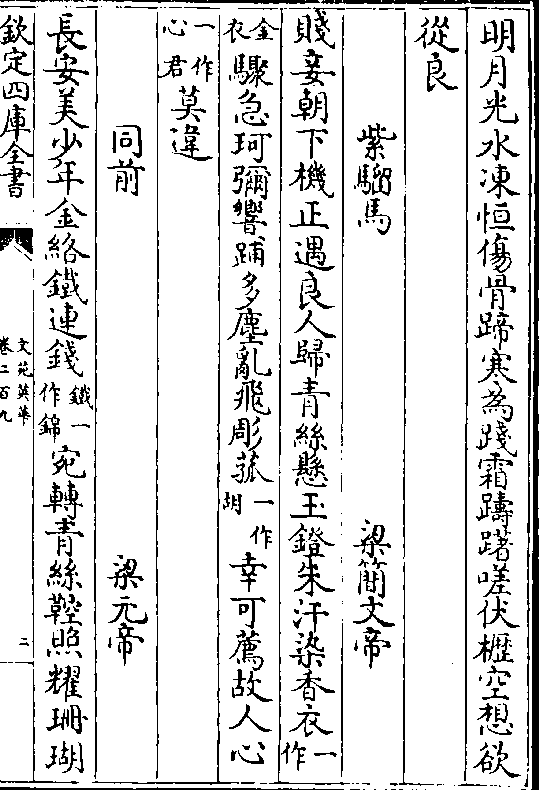 明月光水凍恒傷骨蹄寒為踐霜躊躇嗟伏櫪空想欲
從良
紫騮馬 梁簡文帝
賤妾朝下機正遇良人歸青絲懸玉鐙朱汗染香衣一作
金衣驟急珂彌響踊多塵亂飛彫菰一作胡幸可薦故人心
一作心君莫違
同前 梁元帝
長安美少年金絡鐵連錢鐵一作錦宛轉青絲鞚照耀珊瑚
欽定四庫全書
文苑英華
卷二百九
二